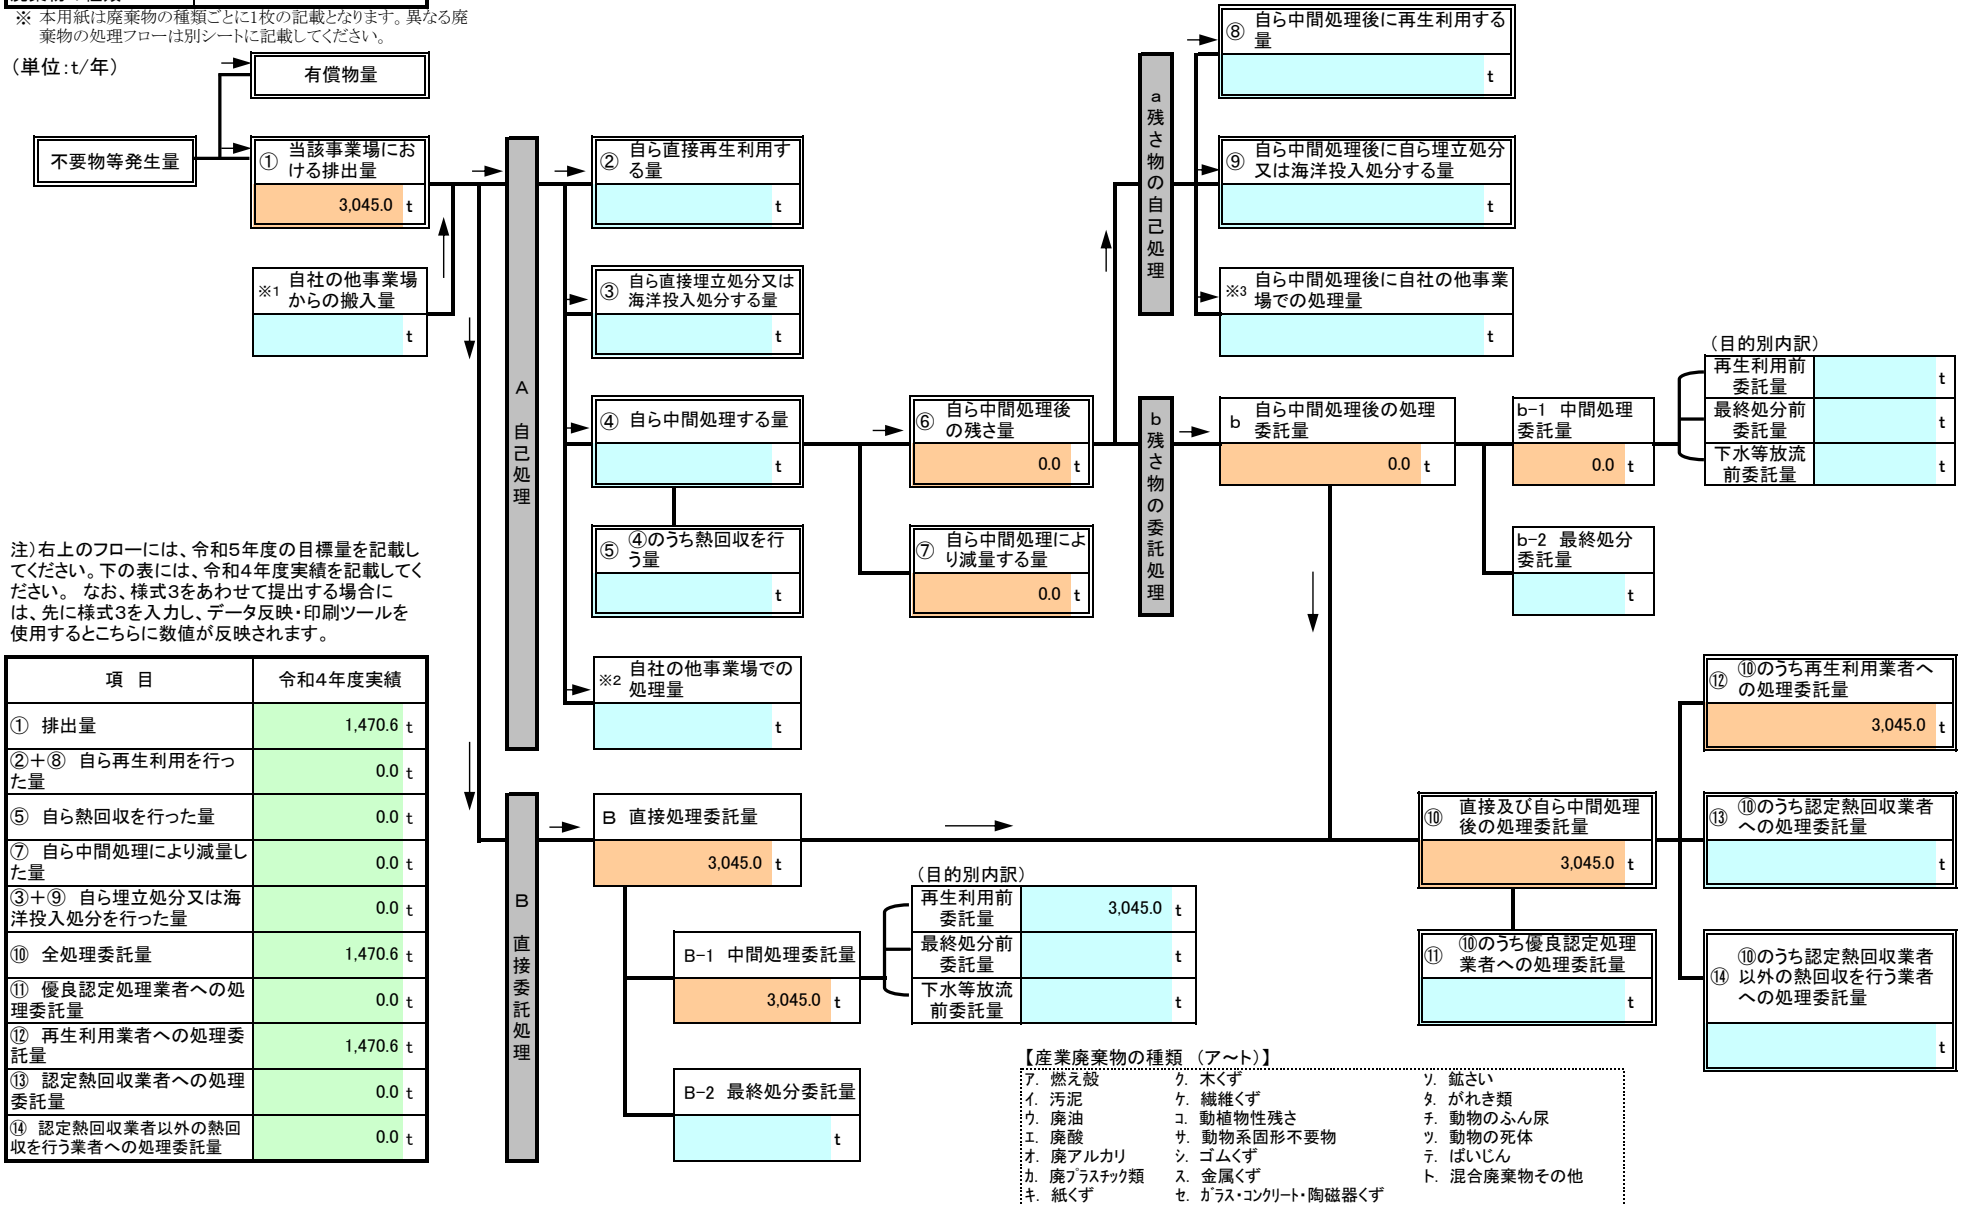 ※ 本用紙は廃棄物の種類ごとに1枚の記載となります。異なる廃
棄物の処理フローは別シートに記載してください。
(単位:t/年)
有償物量
不要物等発生量
① 当該事業場にお
ける排出量
3,045.0 t
※1 自社の他事業場
からの搬入量
t
A 自己処理
② 自ら直接再生利用す
る量
t
③ 自ら直接埋立処分又は
海洋投入処分する量
t
④ 自ら中間処理する量
t
⑤ ④のうち熱回収を行
う量
t
※2 自社の他事業場での
処理量
t
⑥ 自ら中間処理後
の残さ量
0.0 t
⑦ 自ら中間処理によ
り減量する量
0.0 t
a 残さ物の自己処理
⑧ 自ら中間処理後に再生利用する
量
t
⑨ 自ら中間処理後に自ら埋立処分
又は海洋投入処分する量
t
※3 自ら中間処理後に自社の他事業
場での処理量
t
b 残さ物の委託処理
b 自ら中間処理後の処理
委託量
0.0 t
b-1 中間処理
委託量
0.0 t
(目的別内訳)
再生利用前
委託量
t
最終処分前
委託量
t
下水等放流
前委託量
t
b-2 最終処分
委託量
t
注)右上のフローには、令和5年度の目標量を記載し
てください。下の表には、令和4年度実績を記載してく
ださい。 なお、様式3をあわせて提出する場合に
は、先に様式3を入力し、データ反映・印刷ツールを
使用するとこちらに数値が反映されます。
項 目 令和4年度実績
① 排出量 1,470.6 t
②+⑧ 自ら再生利用を行っ
た量 0.0 t
⑤ 自ら熱回収を行った量 0.0 t
⑦ 自ら中間処理により減量し
た量 0.0 t
③+⑨ 自ら埋立処分又は海
洋投入処分を行った量 0.0 t
⑩ 全処理委託量 1,470.6 t
⑪ 優良認定処理業者への処
理委託量 0.0 t
⑫ 再生利用業者への処理委
託量 1,470.6 t
⑬ 認定熱回収業者への処理
委託量 0.0 t
⑭ 認定熱回収業者以外の熱回
収を行う業者への処理委託量 0.0 t
B 直接委託処理
B 直接処理委託量
3,045.0 t
B-1 中間処理委託量
3,045.0 t
B-2 最終処分委託量
t
(目的別内訳)
再生利用前
委託量
3,045.0 t
最終処分前
委託量
t
下水等放流
前委託量
t
⑩ 直接及び自ら中間処理
後の処理委託量
3,045.0 t
⑪ ⑩のうち優良認定処理
業者への処理委託量
t
⑫ ⑩のうち再生利用業者へ
の処理委託量
3,045.0 t
⑬ ⑩のうち認定熱回収業者
への処理委託量
t
⑭ ⑩のうち認定熱回収業者
以外の熱回収を行う業者
への処理委託量
t
【産業廃棄物の種類 (ア~ト)】
ア. 燃え殻 ク. 木くず ソ. 鉱さい
イ. 汚泥 ケ. 繊維くず タ. がれき類
ウ. 廃油 コ. 動植物性残さ チ. 動物のふん尿
エ. 廃酸 サ. 動物系固形不要物 ツ. 動物の死体
オ. 廃アルカリ シ. ゴムくず テ. ばいじん
カ. 廃プラスチック類 ス. 金属くず ト. 混合廃棄物その他
キ. 紙くず セ. ガラス・コンクリート・陶磁器くず